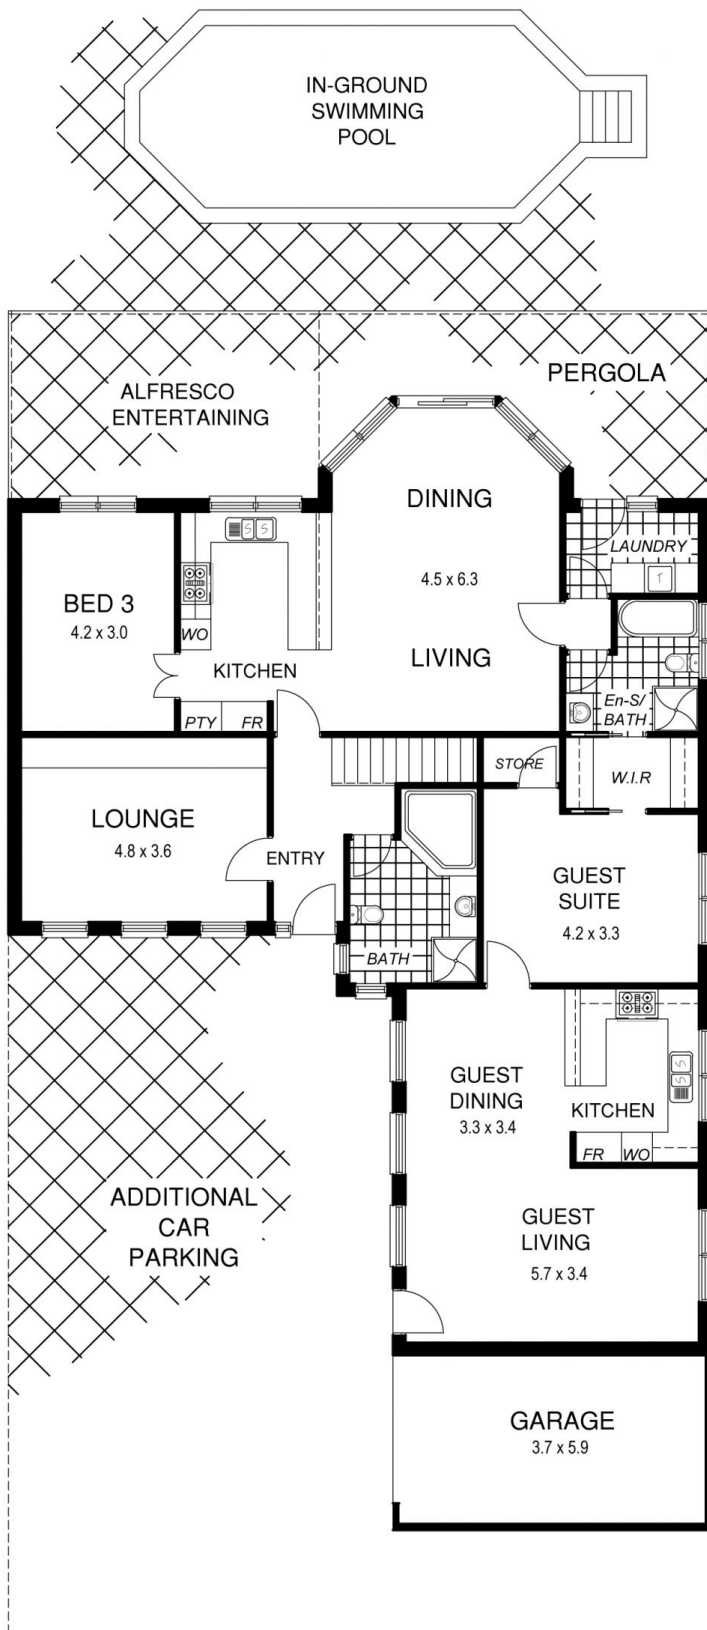 IN-GROUND
SWIMMING
POOL
ALFRESCO
ENTERTAINING
PERGOLA
DINING
4.5 x 6.3
LIVING
LAUNDRY
T
BED 3
4.2 x 3.0
WO
KITCHEN
PTY
FR
En-S/
BATH
W.I.R
STORE
LOUNGE
4.8 x 3.6
ENTRY
BATH
GUEST
SUITE
4.2 x 3.3
GUEST
DINING
3.3 x 3.4
KITCHEN
FR
WO
GUEST
LIVING
5.7 x 3.4
ADDITIONAL
CAR
PARKING
GARAGE
3.7 x 5.9